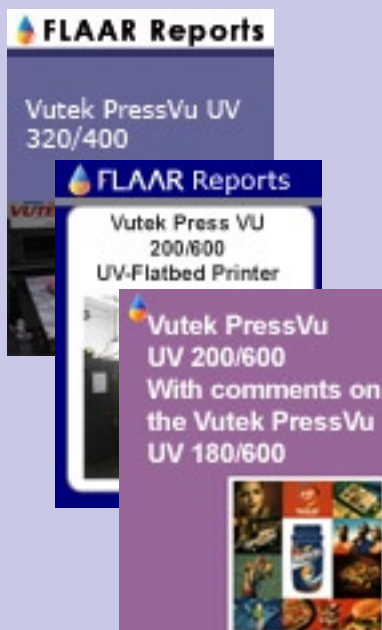 FLAAR Reports
Vutek PressVu UV
320/400
VUTE
FLAAR Reports
Vutek Press VU
200/600
UV-Flatbed Printer
Vutek PressVu
UV 200/600
With comments on
the Vutek PressVu
UV 180/600